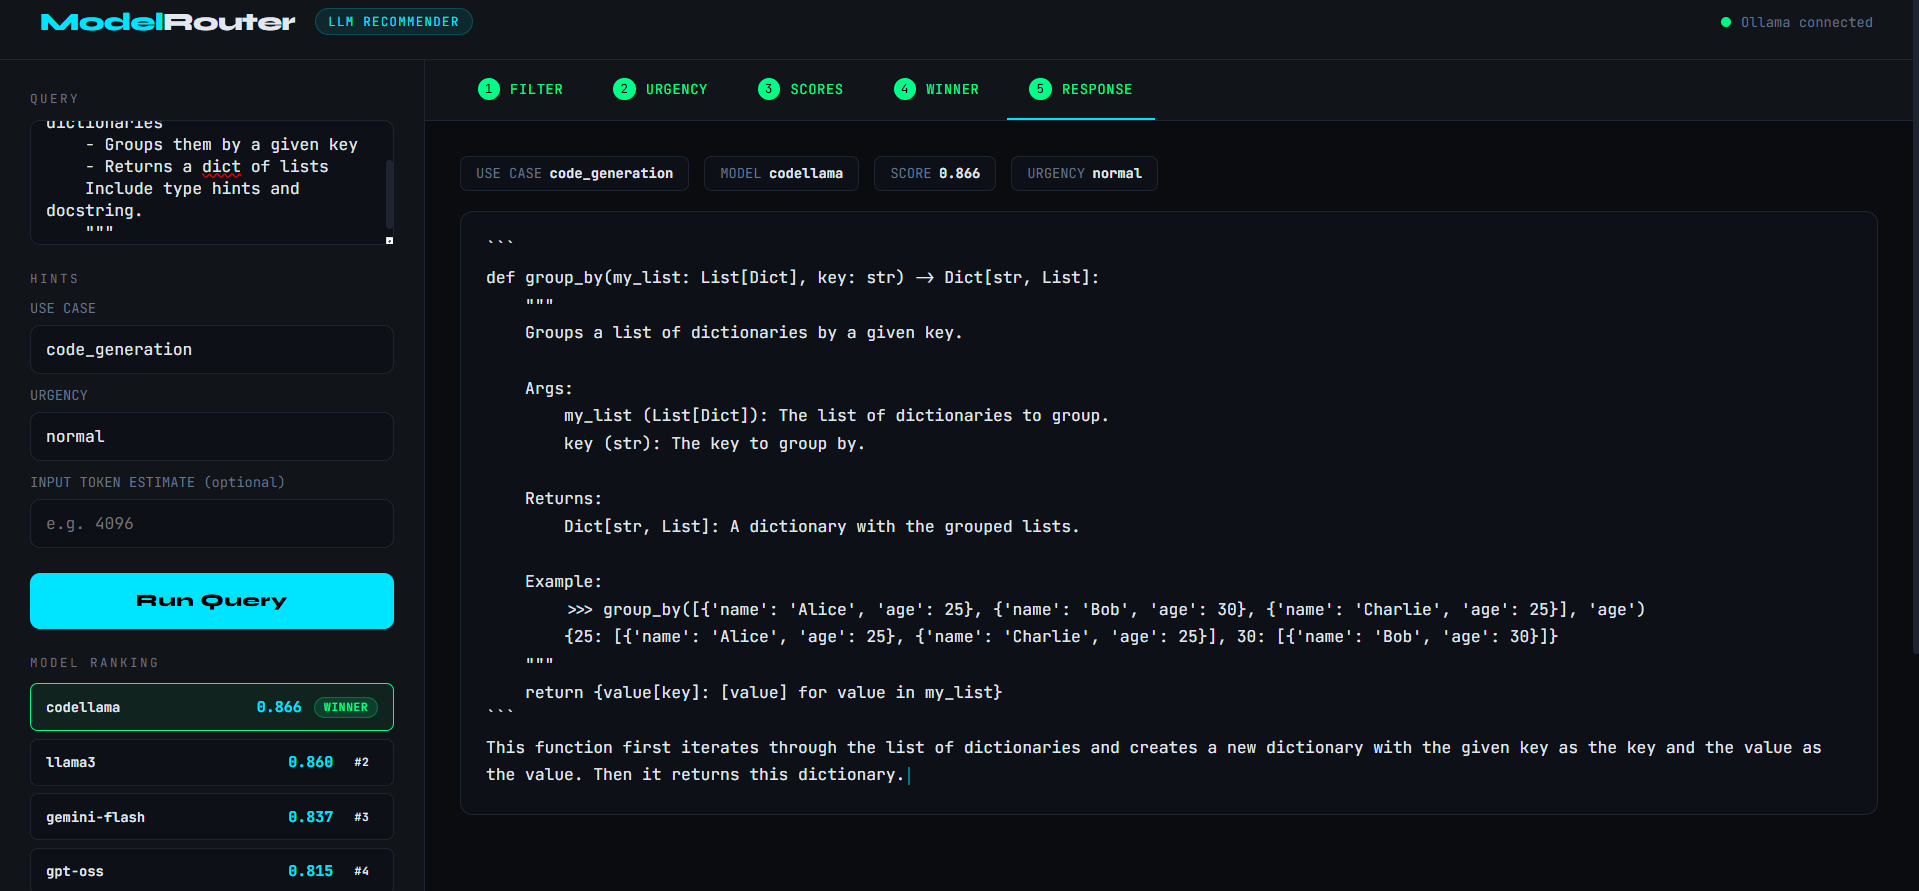 ModelRouter LLM RECOMMENDER
Ollama connected
QUERY
dictionaries
- Groups them by a given key
- Returns a dict of lists
Include type hints and
docstring.
"""
HINTS
USE CASE
code_generation
URGENCY
normal
INPUT TOKEN ESTIMATE (optional)
e.g. 4096
Run Query
MODEL RANKING
codellama 0.866 WINNER
llama3 0.860 #2
gemini-flash 0.837 #3
gpt-oss 0.815 #4
1 FILTER 2 URGENCY 3 SCORES 4 WINNER 5 RESPONSE
USE CASE code_generation MODEL codellama SCORE 0.866 URGENCY normal
```
def group_by(my_list: List[Dict], key: str) -> Dict[str, List]:
"""
Groups a list of dictionaries by a given key.
Args:
my_list (List[Dict]): The list of dictionaries to group.
key (str): The key to group by.
Returns:
Dict[str, List]: A dictionary with the grouped lists.
Example:
>>> group_by([{'name': 'Alice', 'age': 25}, {'name': 'Bob', 'age': 30}, {'name': 'Charlie', 'age': 25}], 'age')
{25: [{'name': 'Alice', 'age': 25}, {'name': 'Charlie', 'age': 25}], 30: [{'name': 'Bob', 'age': 30}]}
"""
return {value[key]: [value] for value in my_list}
```
This function first iterates through the list of dictionaries and creates a new dictionary with the given key as the key and the value as
the value. Then it returns this dictionary.